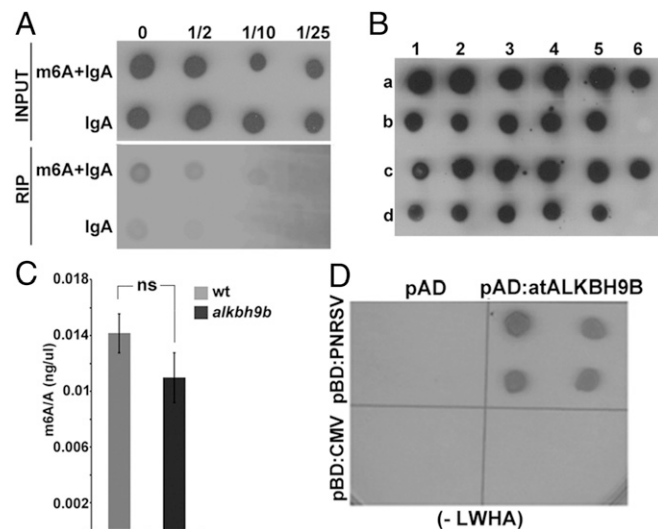 A
0 1/2 1/10 1/25
INPUT
m6A+IgA
IgA
RIP
m6A+IgA
IgA
B
1 2 3 4 5 6
a
b
c
d
C
m6A/A (ng/ul)
0.018
0.014
0.01
0.006
0.002
ns
wt
alkbh9b
D
pAD pAD:atALKBH9B
pBD:PNRSV
pBD:CMV
(- LWHA)